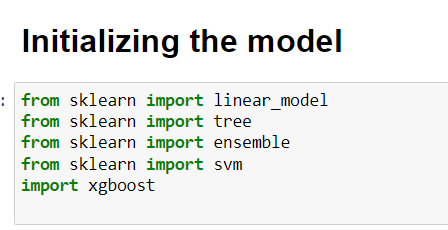 Initializing the model
:
from sklearn import linear_model
from sklearn import tree
from sklearn import ensemble
from sklearn import svm
import xgboost